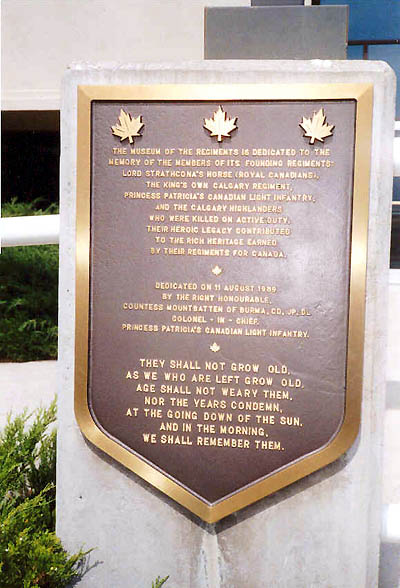 THE MUSEUM OF THE REGIMENTS IS DEDICATED TO THE
MEMORY OF THE MEMBERS OF ITS FOUNDING REGIMENTS:
LORD STRATHCONA'S HORSE (ROYAL CANADIANS),
THE KING'S OWN CALGARY REGIMENT,
PRINCESS PATRICIA'S CANADIAN LIGHT INFANTRY,
AND THE CALGARY HIGHLANDERS
WHO WERE KILLED ON ACTIVE DUTY.
THEIR HEROIC LEGACY CONTRIBUTED
TO THE RICH HERITAGE EARNED
BY THEIR REGIMENTS FOR CANADA.
DEDICATED ON 11 AUGUST 1989.
BY THE RIGHT HONOURABLE,
COUNTESS MOUNTBATTEN OF BURMA, CD, JP, DL
COLONEL - IN - CHIEF,
PRINCESS PATRICIA'S CANADIAN LIGHT INFANTRY.
THEY SHALL NOT GROW OLD,
AS WE WHO ARE LEFT GROW OLD,
AGE SHALL NOT WEARY THEM,
NOR THE YEARS CONDEMN,
AT THE GOING DOWN OF THE SUN,
AND IN THE MORNING,
WE SHALL REMEMBER THEM.